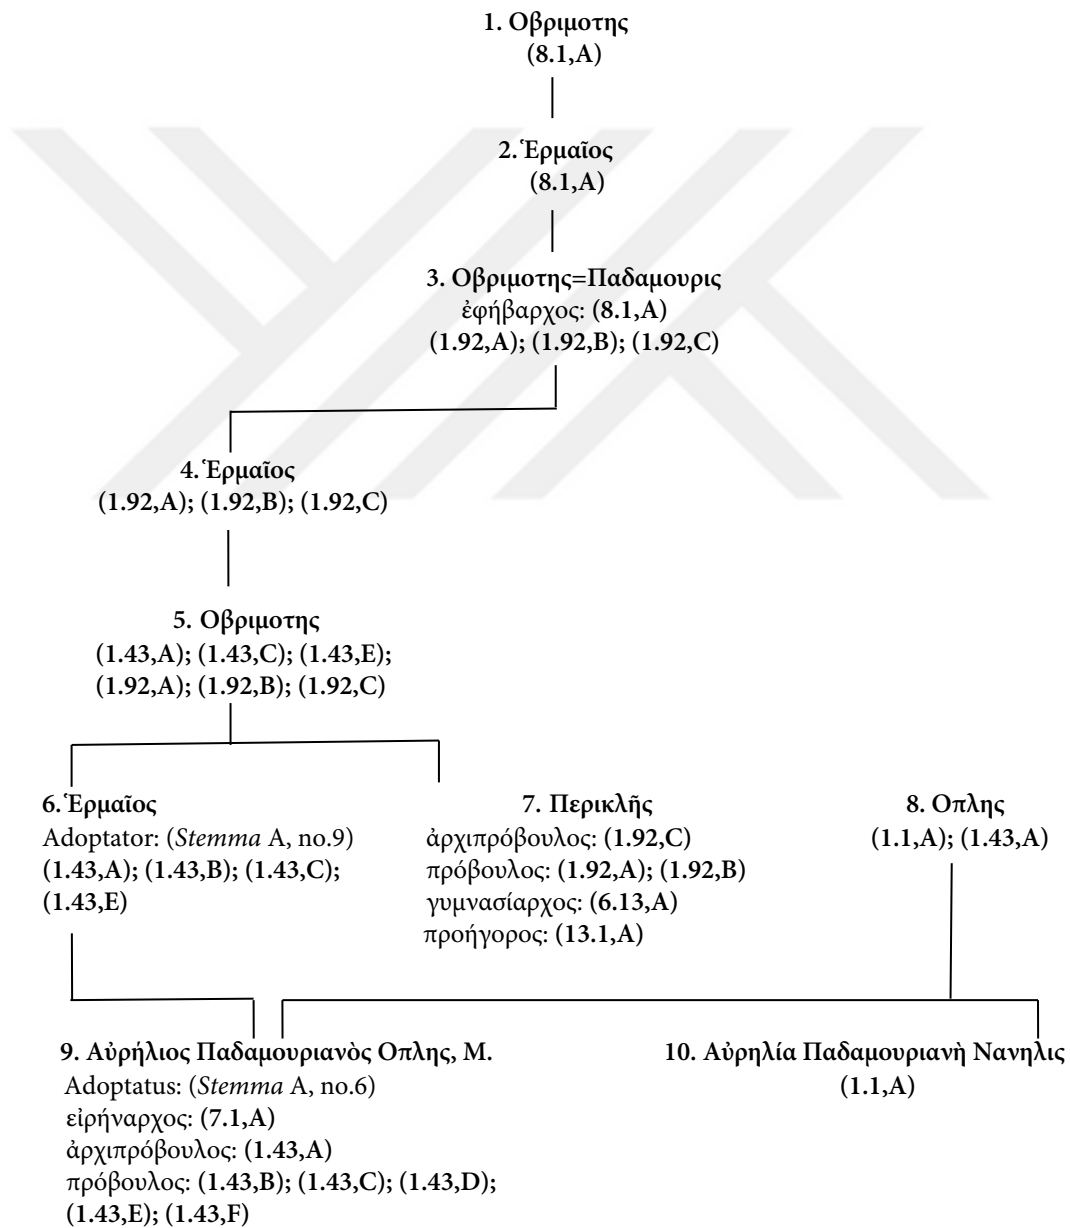 1. Οβριμοτης
(8.1,A)
2. Ἑρμαῖος
(8.1,A)
3. Οβριμοτης=Παδαμουρις
ἐφήβαρχος: (8.1,A)
(1.92,A); (1.92,B); (1.92,C)
4. Ἑρμαῖος
(1.92,A); (1.92,B); (1.92,C)
5. Οβριμοτης
(1.43,A); (1.43,C); (1.43,E);
(1.92,A); (1.92,B); (1.92,C)
6. Ἑρμαῖος
Adoptator: (Stemma A, no.9)
(1.43,A); (1.43,B); (1.43,C);
(1.43,E)
7. Περικλῆς
ἀρχιπρόβουλος: (1.92,C)
πρόβουλος: (1.92,A); (1.92,B)
γυμνασίαρχος: (6.13,A)
προήγορος: (13.1,A)
8. Οπλης
(1.1,A); (1.43,A)
9. Αὐρήλιος Παδαμουριανὸς Οπλης, Μ.
Adoptatus: (Stemma A, no.6)
εἰρήναρχος: (7.1,A)
ἀρχιπρόβουλος: (1.43,A)
πρόβουλος: (1.43,B); (1.43,C); (1.43,D);
(1.43,E); (1.43,F)
10. Αὐρηλία Παδαμουριανὴ Νανηλις
(1.1,A)